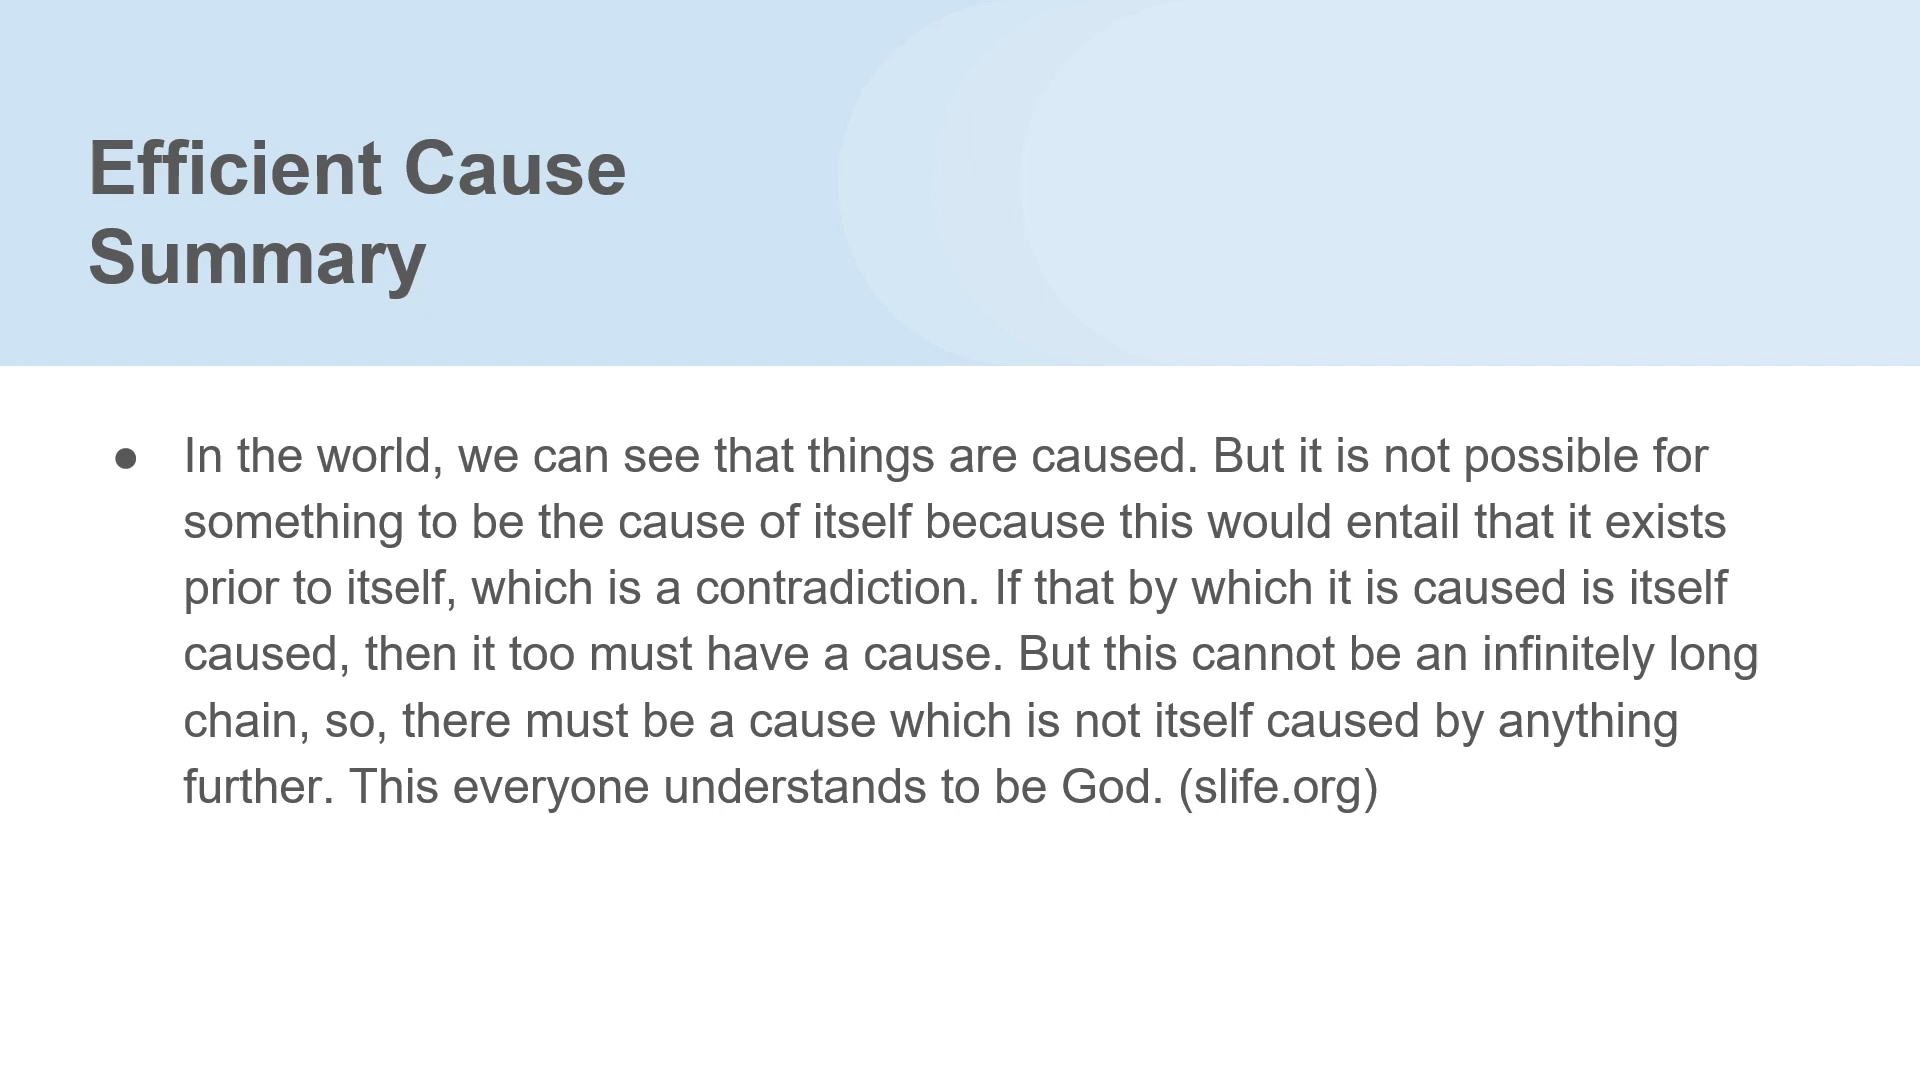 Efficient Cause
Summary
● In the world, we can see that things are caused. But it is not possible for
something to be the cause of itself because this would entail that it exists
prior to itself, which is a contradiction. If that by which it is caused is itself
caused, then it too must have a cause. But this cannot be an infinitely long
chain, so, there must be a cause which is not itself caused by anything
further. This everyone understands to be God. (slife.org)